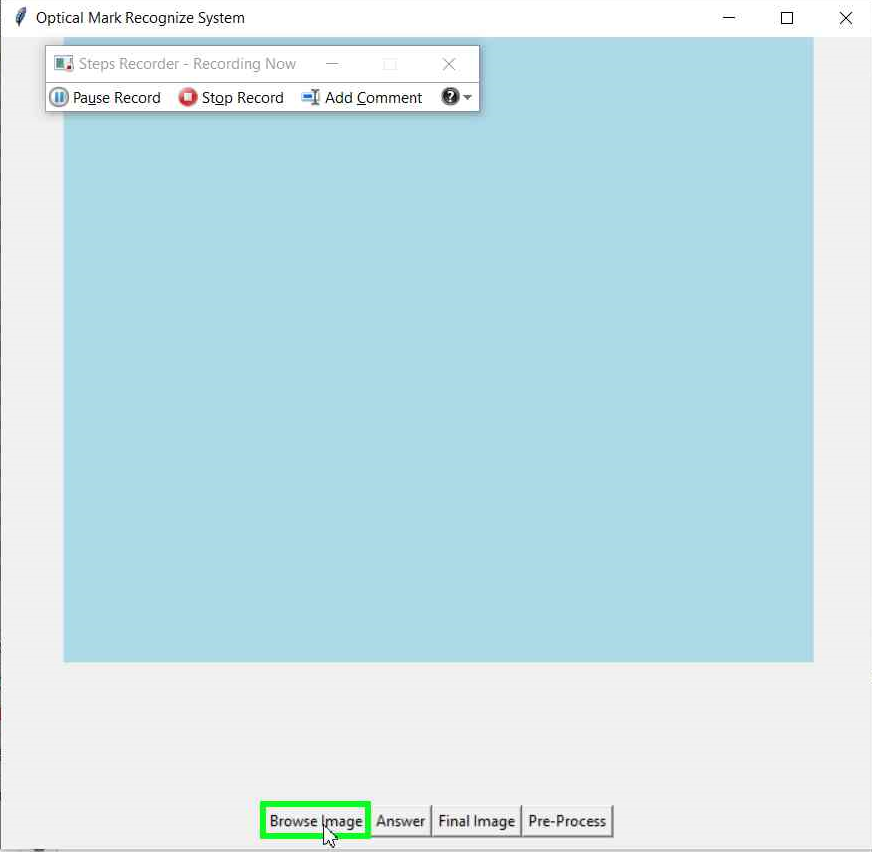 Optical Mark Recognize System
Steps Recorder - Recording Now
Pause Record Stop Record Add Comment ?
Browse Image Answer Final Image Pre-Process